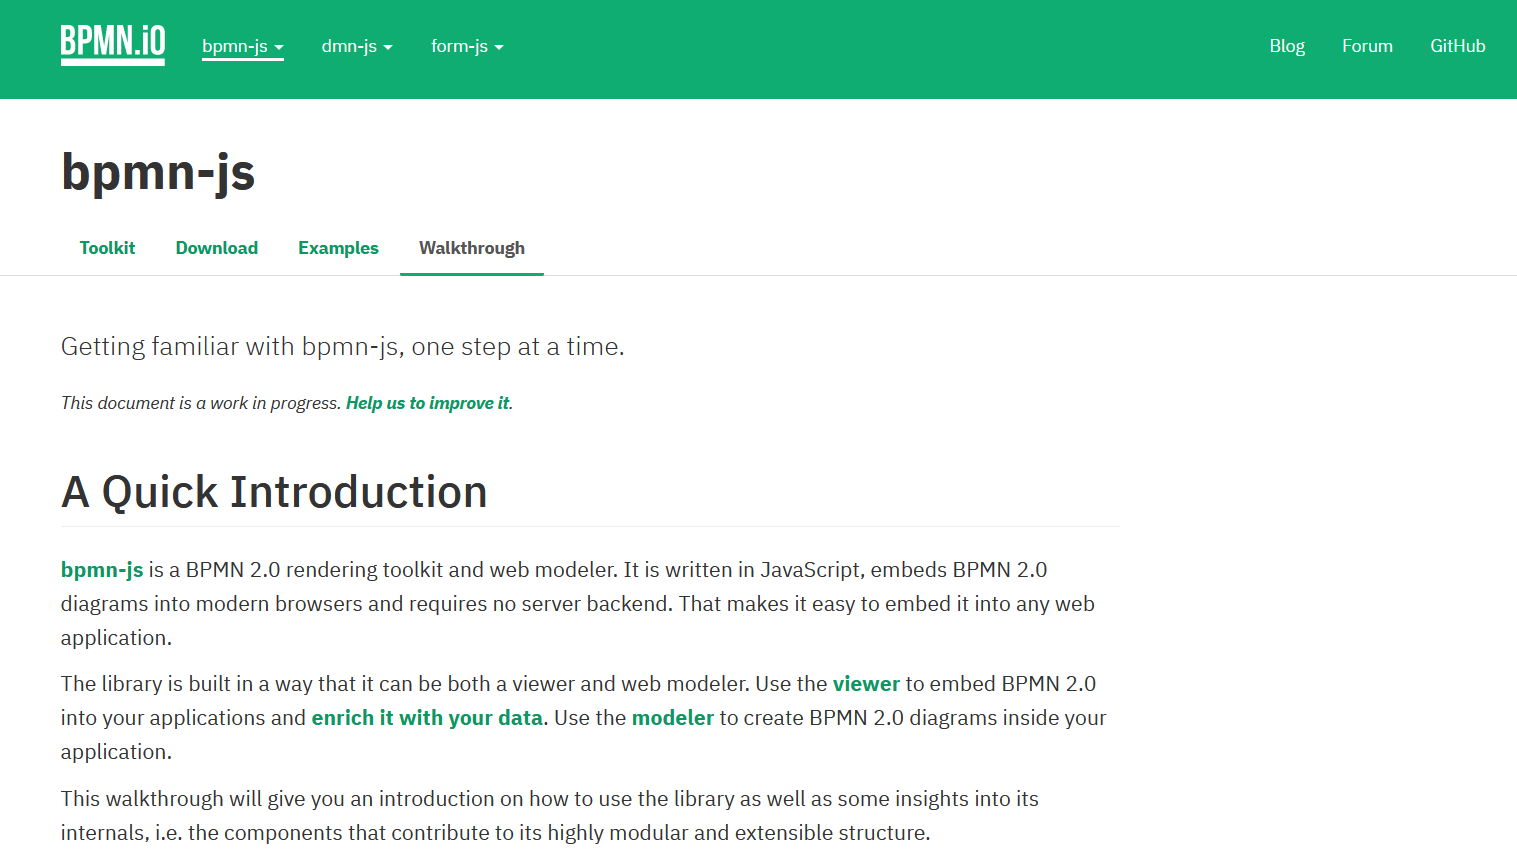 BPMN.iO
bpmn-js
dmn-js
form-js
Blog
Forum
GitHub
bpmn-js
Toolkit
Download
Examples
Walkthrough
Getting familiar with bpmn-js, one step at a time.
This document is a work in progress. Help us to improve it.
A Quick Introduction
bpmn-js is a BPMN 2.0 rendering toolkit and web modeler. It is written in JavaScript, embeds BPMN 2.0
diagrams into modern browsers and requires no server backend. That makes it easy to embed it into any web
application.
The library is built in a way that it can be both a viewer and web modeler. Use the viewer to embed BPMN 2.0
into your applications and enrich it with your data. Use the modeler to create BPMN 2.0 diagrams inside your
application.
This walkthrough will give you an introduction on how to use the library as well as some insights into its
internals, i.e. the components that contribute to its highly modular and extensible structure.